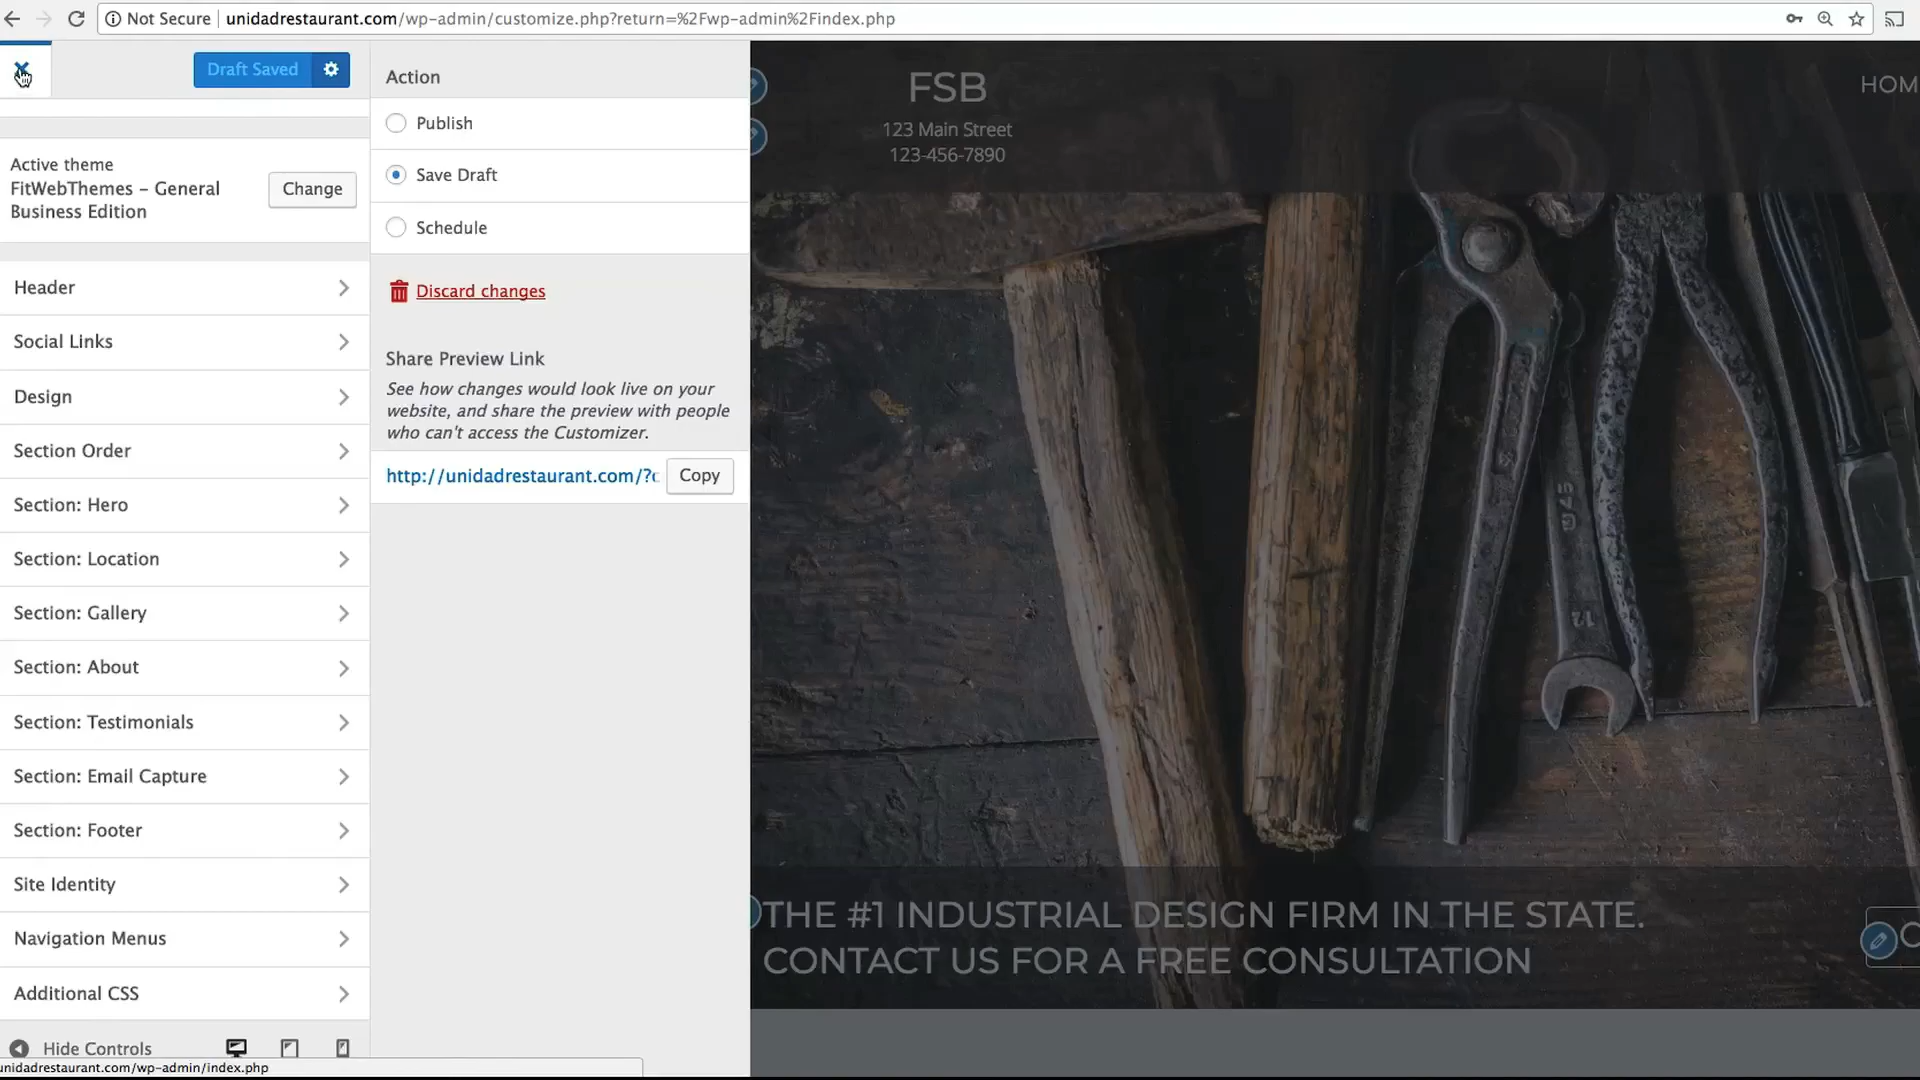 Not Secure unidadrestaurant.com/wp-admin/customize.php?return=%2Fwp-admin%2Findex.php
Draft Saved
Active theme
FitWebThemes – General
Business Edition
Change
Header
Social Links
Design
Section Order
Section: Hero
Section: Location
Section: Gallery
Section: About
Section: Testimonials
Section: Email Capture
Section: Footer
Site Identity
Navigation Menus
Additional CSS
Hide Controls
unidadrestaurant.com/wp-admin/index.php
Action
Publish
Save Draft
Schedule
Discard changes
Share Preview Link
See how changes would look live on your
website, and share the preview with people
who can't access the Customizer.
http://unidadrestaurant.com/?c
Copy
FSB
123 Main Street
123-456-7890
HOM
THE #1 INDUSTRIAL DESIGN FIRM IN THE STATE.
CONTACT US FOR A FREE CONSULTATION